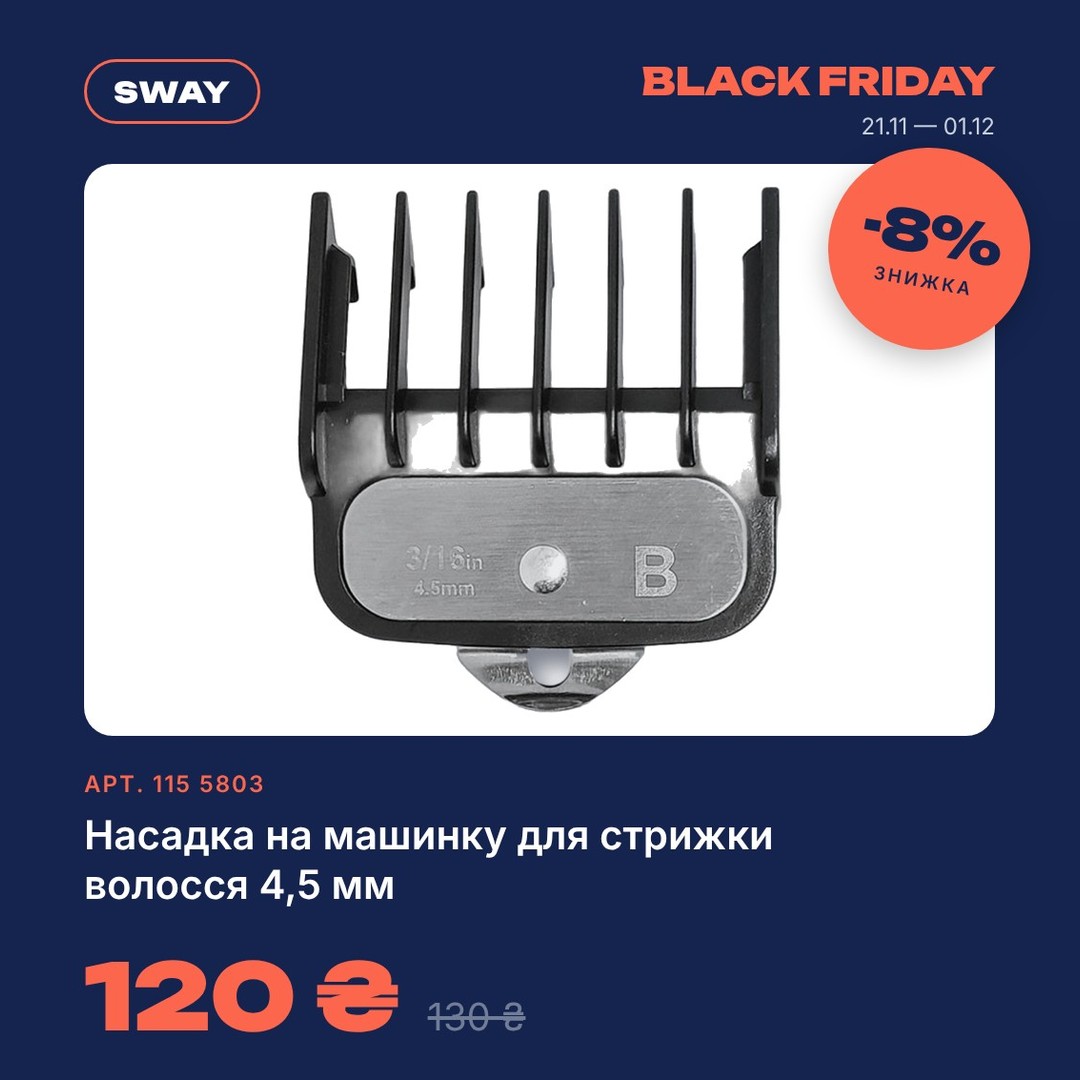 SWAY
BLACK FRIDAY
21.11 — 01.12
-8%
ЗНИЖКА
3/16in
4.5mm
B
АРТ. 115 5803
Насадка на машинку для стрижки
волосся 4,5 мм
120 ₴
130 ₴